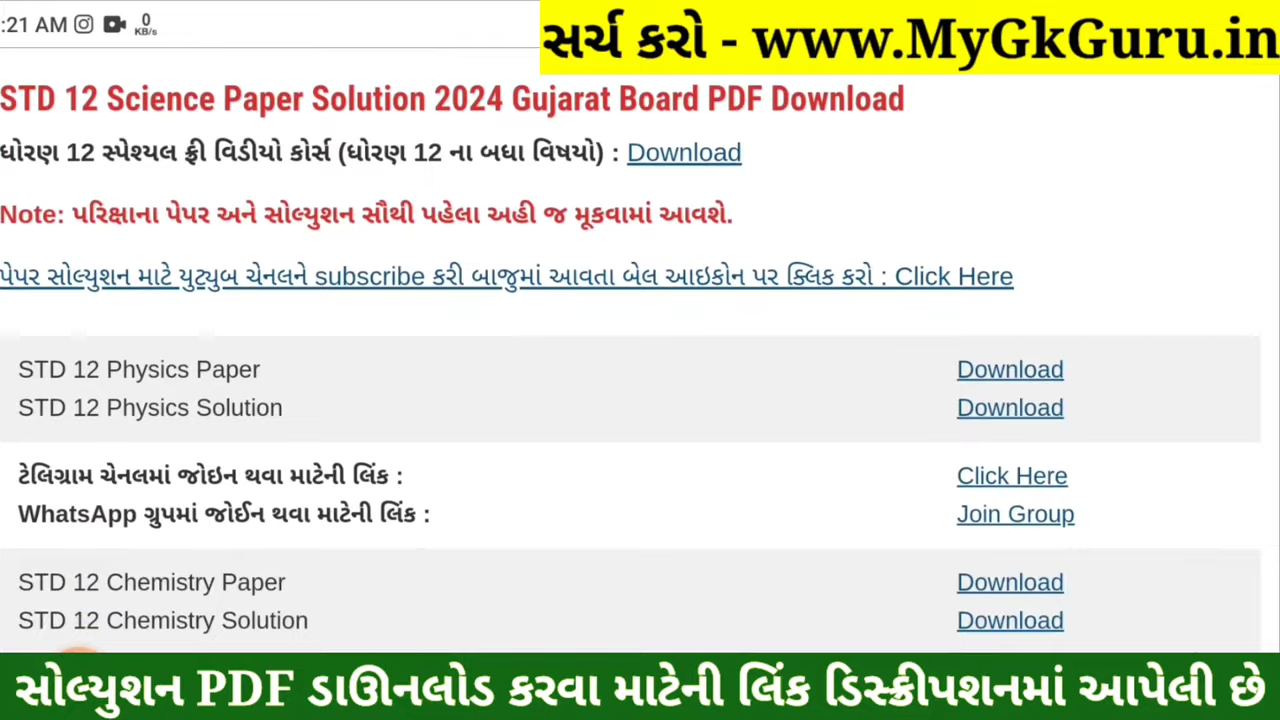 :21 AM 0 KB/s
સર્ચ કરો - www.MyGkGuru.in
STD 12 Science Paper Solution 2024 Gujarat Board PDF Download
ધોરણ 12 સ્પેશ્યલ ફ્રી વિડીયો કોર્સ (ધોરણ 12 ના બધા વિષયો) : Download
Note: પરિક્ષાના પેપર અને સોલ્યુશન સૌથી પહેલા અહી જ મૂકવામાં આવશે.
પેપર સોલ્યુશન માટે યુટ્યુબ ચેનલને subscribe કરી બાજુમાં આવતા બેલ આઇકોન પર ક્લિક કરો : Click Here
STD 12 Physics Paper Download
STD 12 Physics Solution Download
ટેલિગ્રામ ચેનલમાં જોઇન થવા માટેની લિંક : Click Here
WhatsApp ગ્રુપમાં જોઈન થવા માટેની લિંક : Join Group
STD 12 Chemistry Paper Download
STD 12 Chemistry Solution Download
સોલ્યુશન PDF ડાઊનલોડ કરવા માટેની લિંક ડિસ્ક્રીપશનમાં આપેલી છે